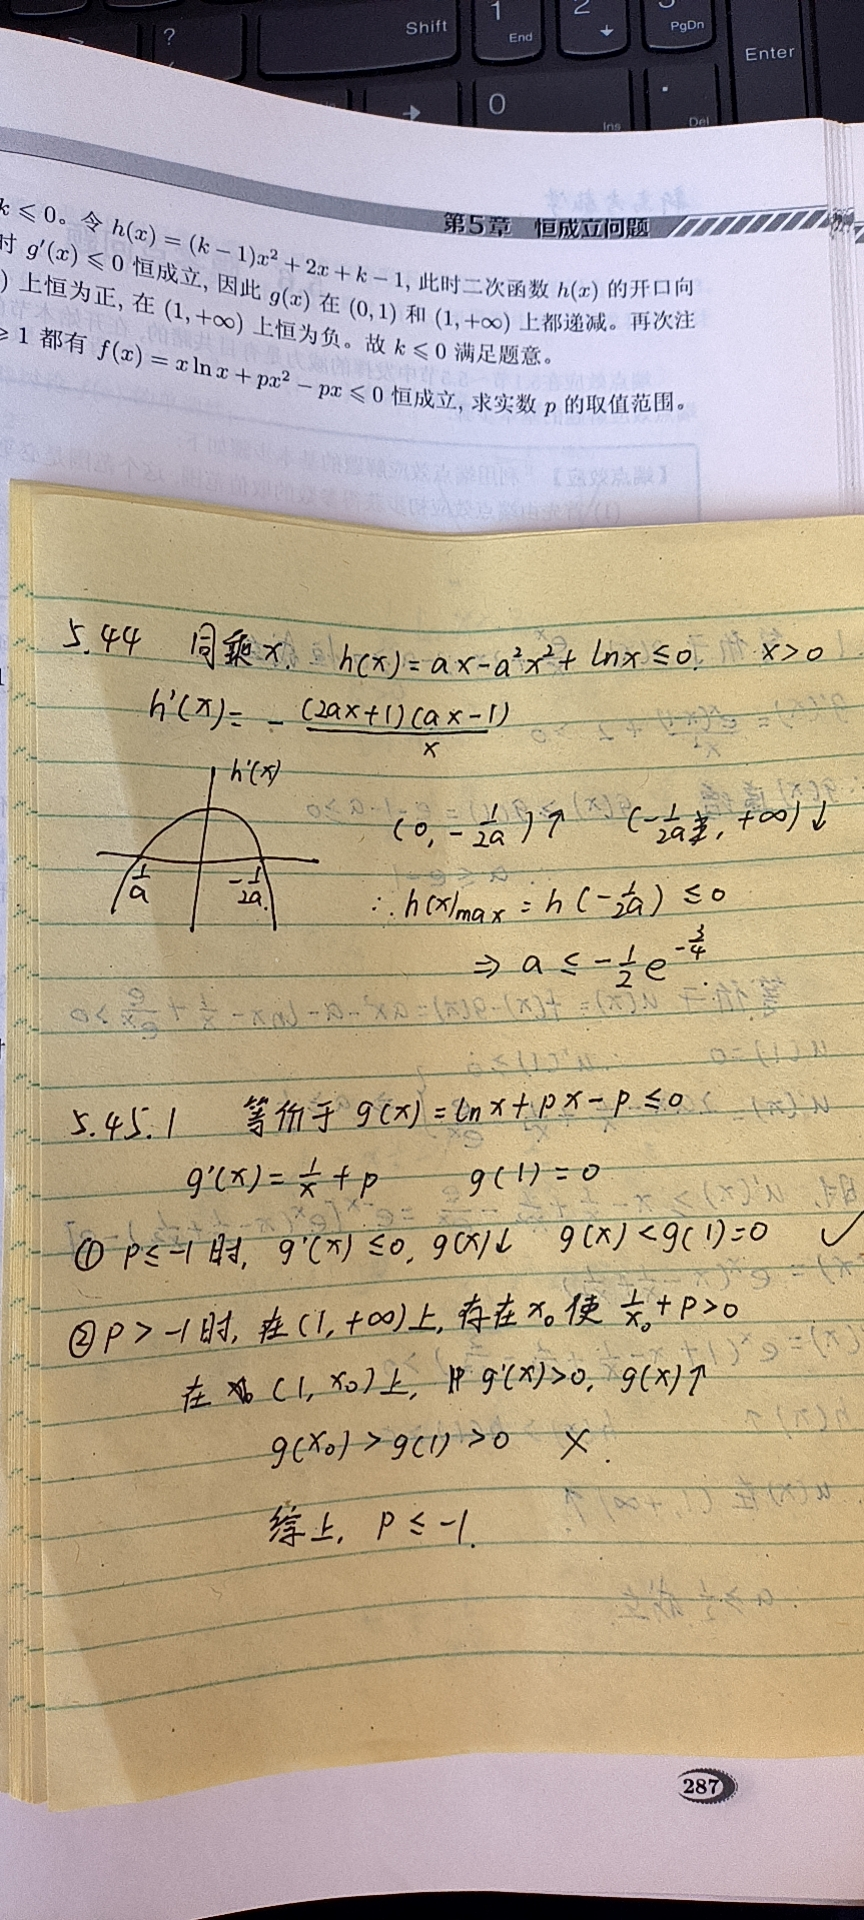 ?
Shift
1
End
2
PgDn
Enter
0
Ins
Del
第5章 恒成立问题
k ⩽ 0。令 h(x) = (k − 1)x² + 2x + k − 1, 此时二次函数 h(x) 的开口向
时 g′(x) ⩽ 0 恒成立, 因此 g(x) 在 (0, 1) 和 (1, +∞) 上都递减。再次注
) 上恒为正, 在 (1, +∞) 上恒为负。故 k ⩽ 0 满足题意。
⩾ 1 都有 f(x) = x ln x + px² − px ⩽ 0 恒成立, 求实数 p 的取值范围。
5.44 同乘x. h(x) = ax − a²x² + lnx ≤ 0. x>0
h′(x) = − (2ax+1)(ax−1) / x
h′(x)
1/a −1/2a.
(0, −1/2a)↑ (−1/2a, +∞)↓
∴ h(x)max = h(−1/2a) ≤ 0
⇒ a ≤ −1/2 e^(−3/4).
5.45.1 等价于 g(x) = lnx + px − p ≤ 0
g′(x) = 1/x + p g(1) = 0
① p ≤ −1 时, g′(x) ≤ 0, g(x)↓ g(x) < g(1) = 0 ✓
② p > −1时, 在 (1, +∞)上, 存在 x₀ 使 1/x₀ + p > 0
在 (1, x₀)上, g′(x)>0, g(x)↑
g(x₀) > g(1) > 0 ×.
综上, p ≤ −1.
287